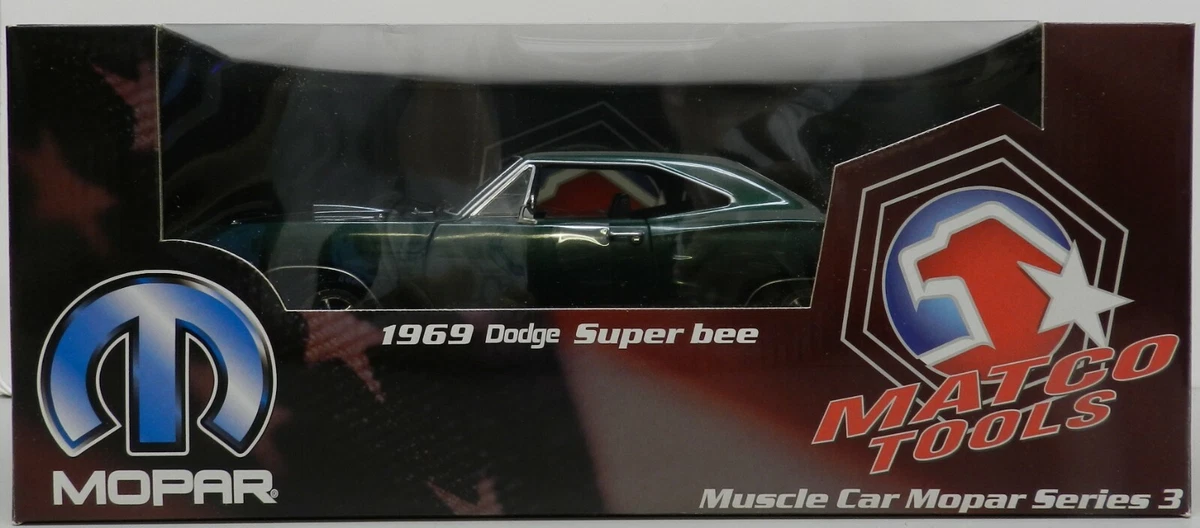 1969 Dodge Super bee
MOPAR®
MATCO
TOOLS
Muscle Car Mopar Series 3